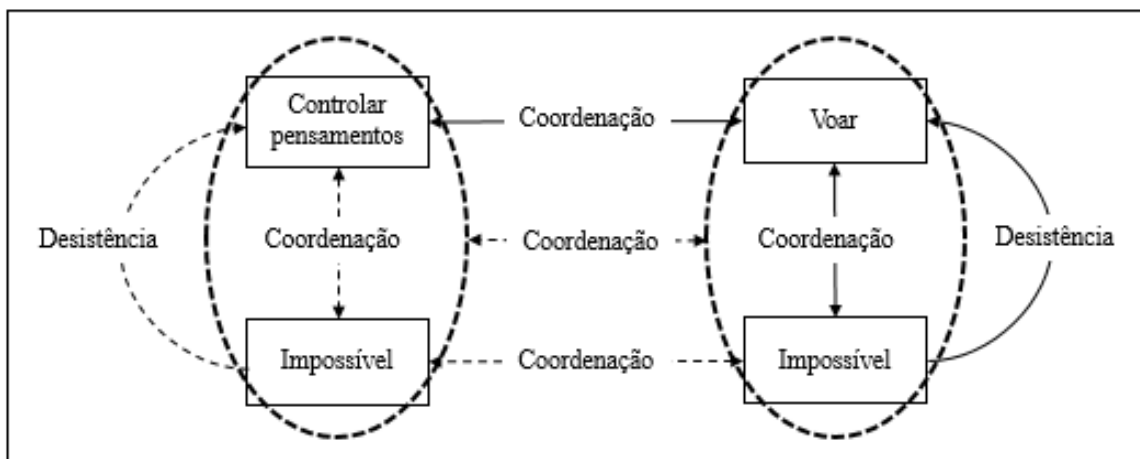 Controlar
pensamentos
Coordenação
Voar
Desistência
Coordenação
Coordenação
Coordenação
Desistência
Impossível
Coordenação
Impossível